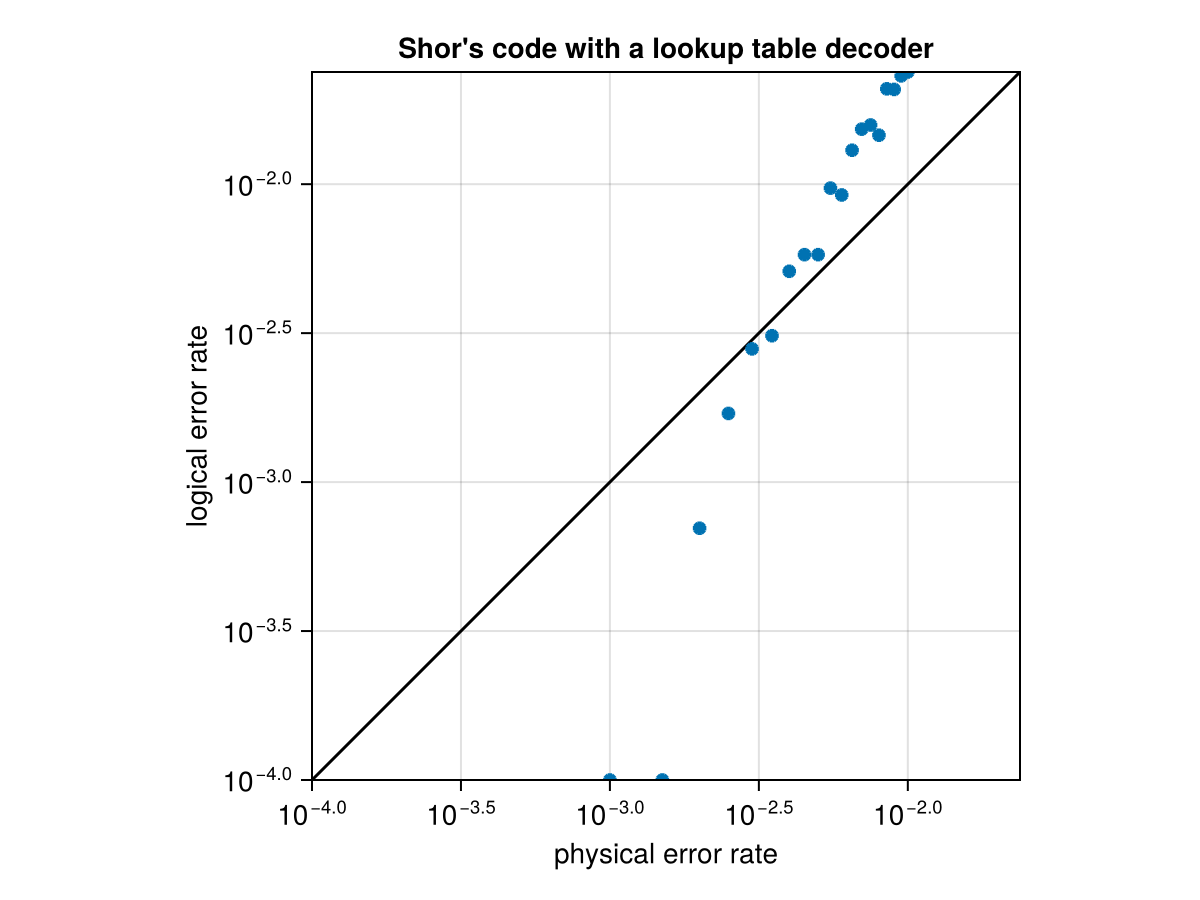 Shor's code with a lookup table decoder
logical error rate
10⁻²·⁰
10⁻²·⁵
10⁻³·⁰
10⁻³·⁵
10⁻⁴·⁰
10⁻⁴·⁰ 10⁻³·⁵ 10⁻³·⁰ 10⁻²·⁵ 10⁻²·⁰
physical error rate